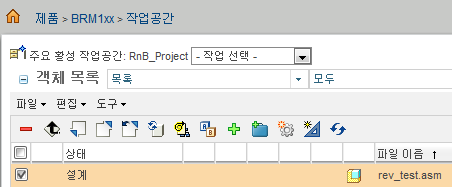 제품 > BRM1xx > 작업공간
주요 활성 작업공간: RnB_Project - 작업 선택 -
객체 목록 목록 모두
파일 편집 도구
상태 파일 이름 ↑
설계 rev_test.asm